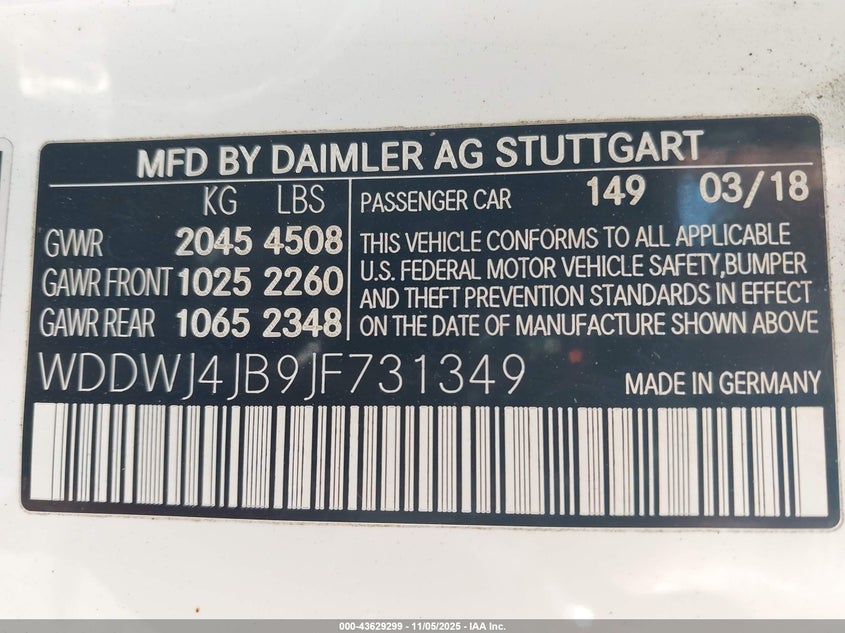 MFD BY DAIMLER AG STUTTGART
KG LBS
GVWR 2045 4508
GAWR FRONT 1025 2260
GAWR REAR 1065 2348
PASSENGER CAR 149 03/18
THIS VEHICLE CONFORMS TO ALL APPLICABLE
U.S. FEDERAL MOTOR VEHICLE SAFETY,BUMPER
AND THEFT PREVENTION STANDARDS IN EFFECT
ON THE DATE OF MANUFACTURE SHOWN ABOVE
WDDWJ4JB9JF731349 MADE IN GERMANY
000-43629299 - 11/05/2025 - IAA Inc.